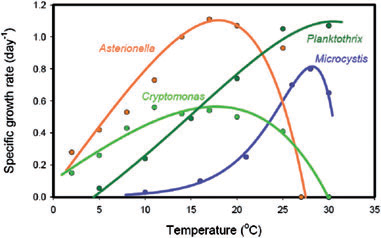 Specific growth rate (day-1)
1.2
1.0
0.8
0.6
0.4
0.2
0.0
Asterionella
Planktothrix
Microcystis
Cryptomonas
0 5 10 15 20 25 30 35
Temperature (°C)